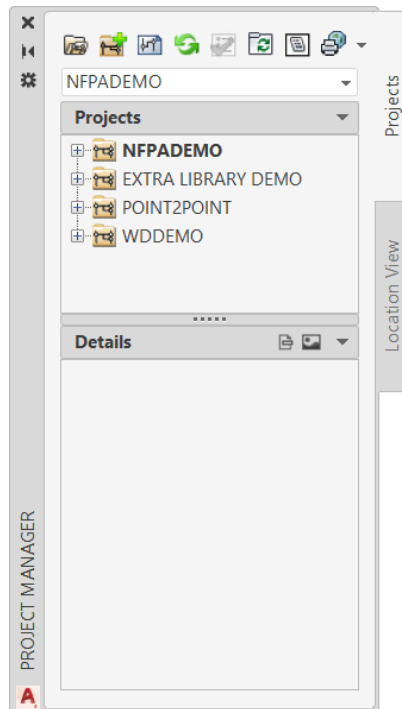 NFPADEMO
Projects
NFPADEMO
EXTRA LIBRARY DEMO
POINT2POINT
WDDEMO
Details
Projects
Location View
PROJECT MANAGER
A